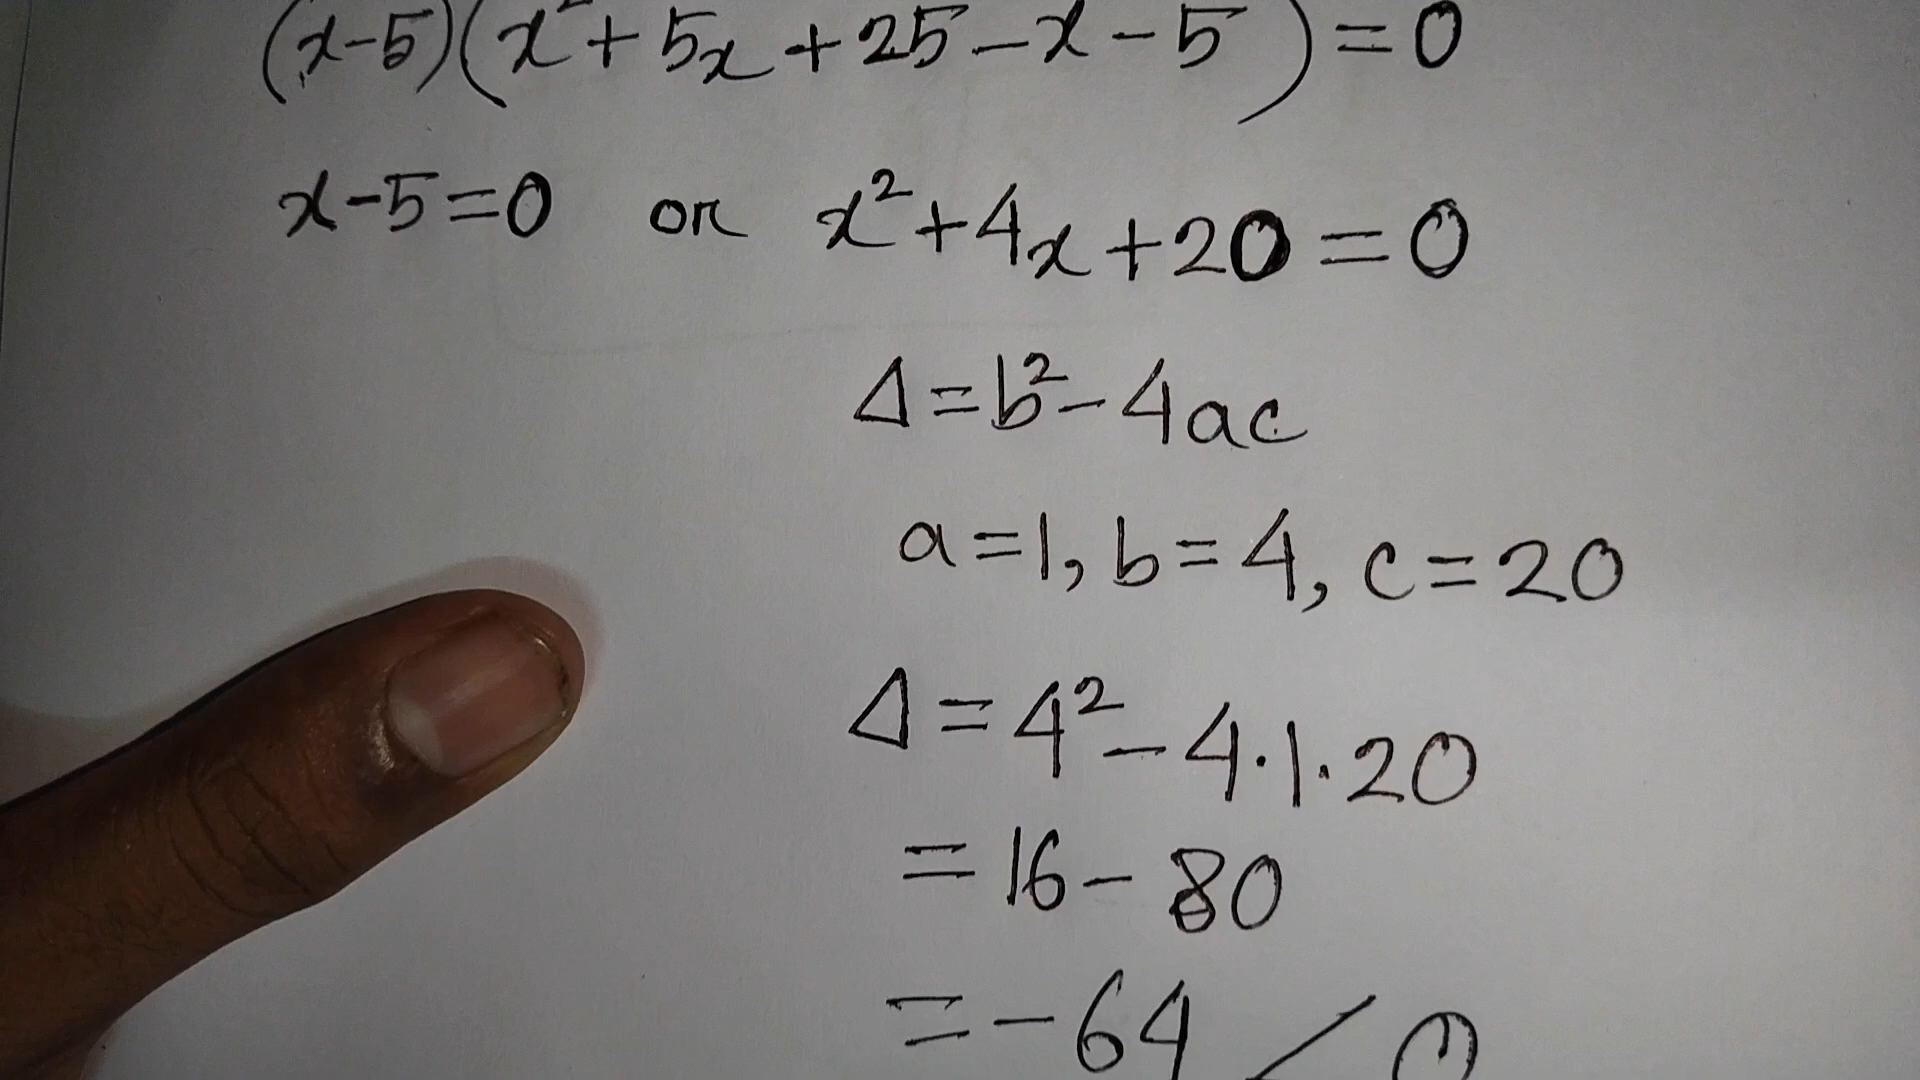 (x-5)(x²+5x+25-x-5)=0
x-5=0 or x²+4x+20=0
Δ=b²-4ac
a=1, b=4, c=20
Δ=4²-4·1·20
=16-80
=-64